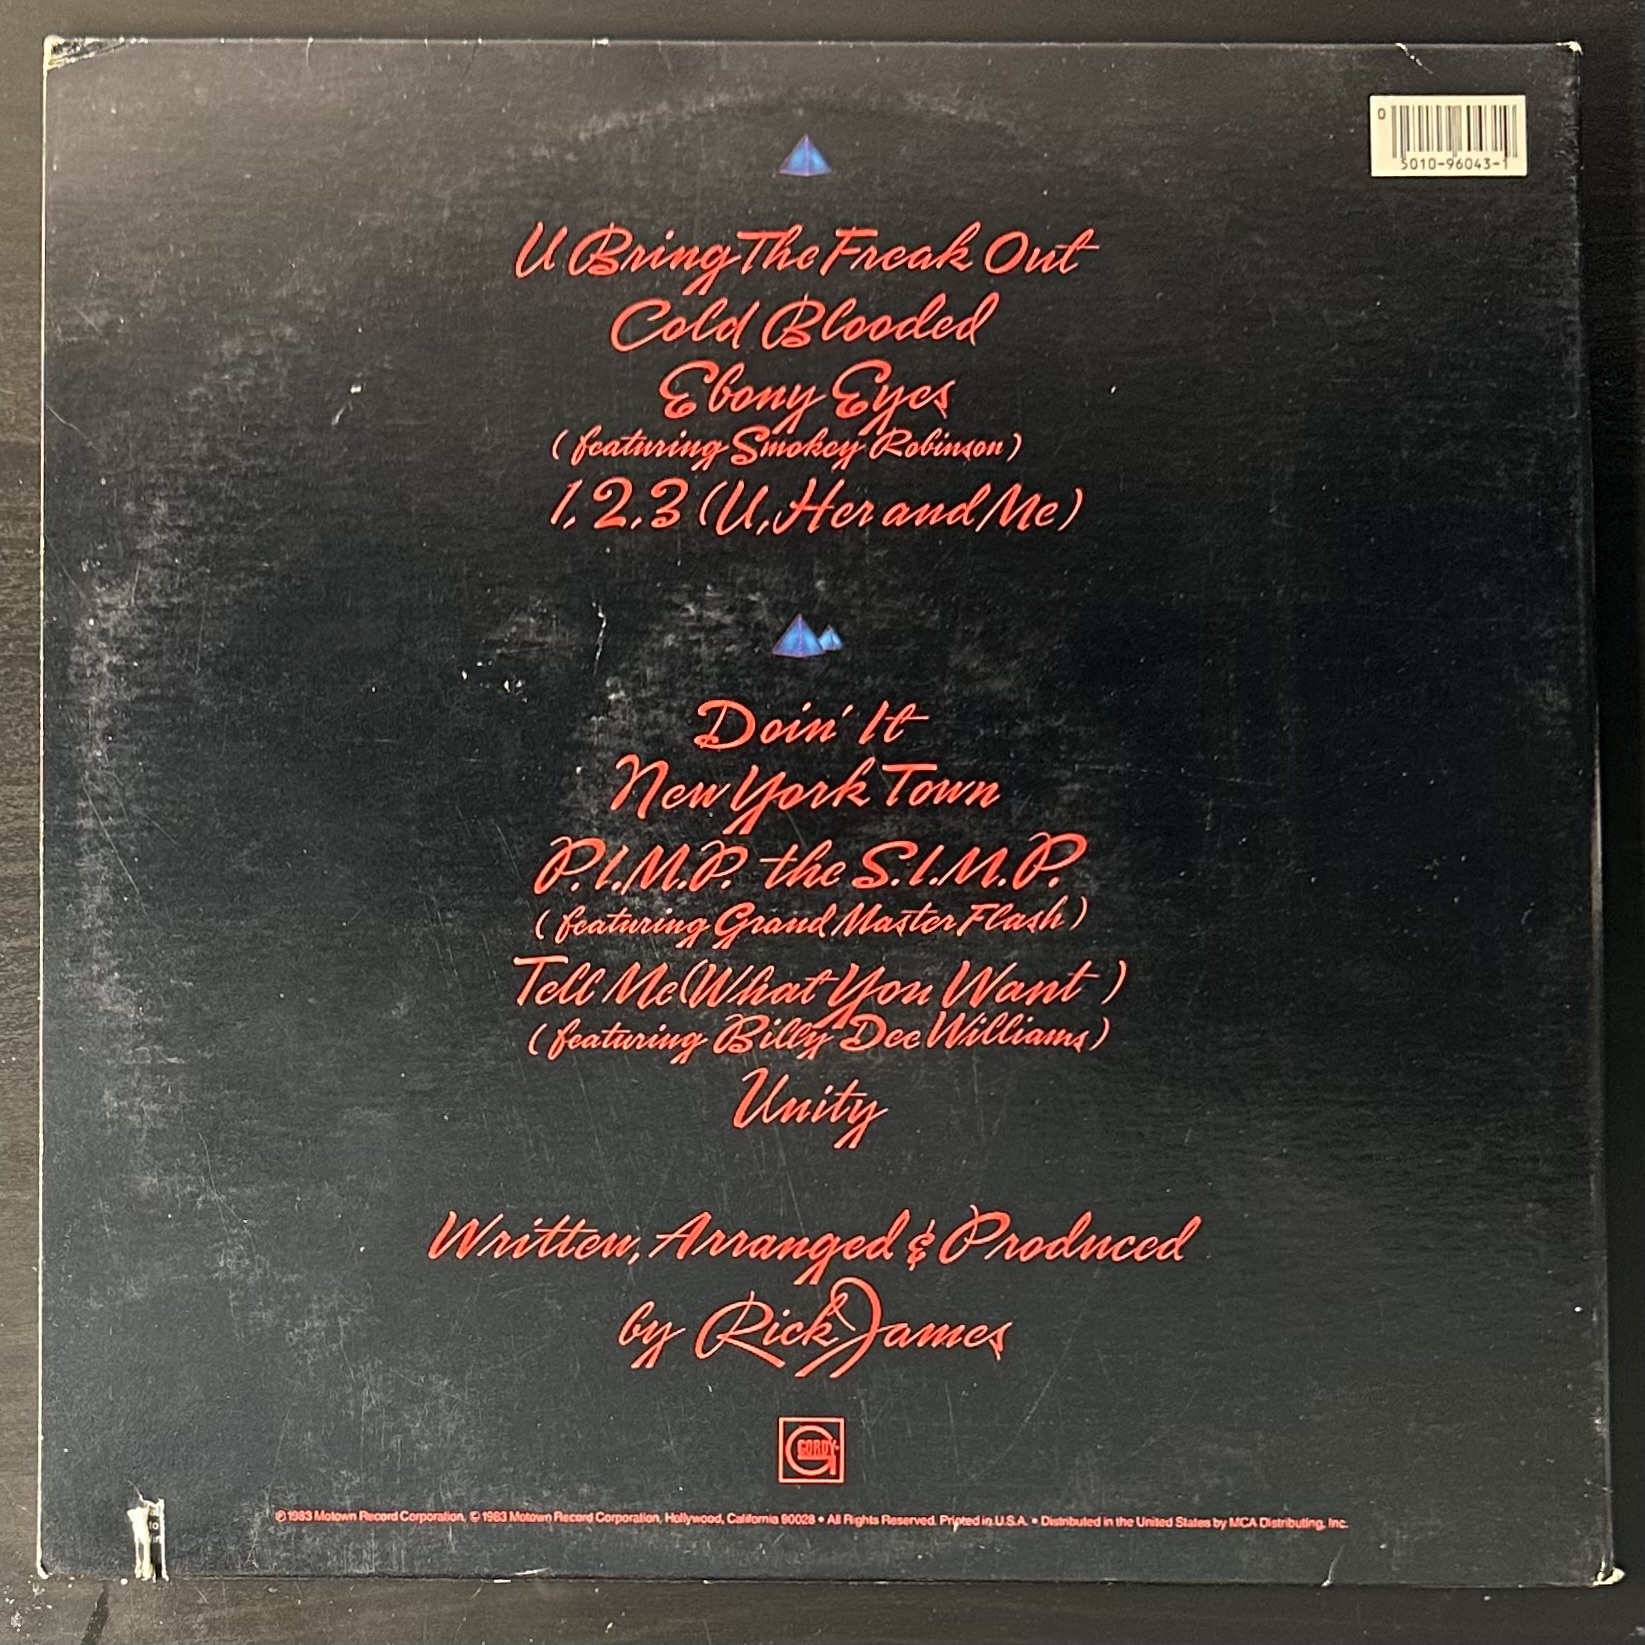 0
5010-96043-1
U Bring The Freak Out
Cold Blooded
Ebony Eyes
(featuring Smokey Robinson)
1, 2, 3 (U, Her and Me)
Doin' It
New York Town
P.I.M.P. the S.I.M.P.
(featuring Grand Master Flash)
Tell Me (What You Want)
(featuring Billy Dee Williams)
Unity
Written, Arranged & Produced
by Rick James
GORDY
℗ 1983 Motown Record Corporation, © 1983 Motown Record Corporation, Hollywood, California 90028 • All Rights Reserved. Printed in U.S.A. • Distributed in the United States by MCA Distributing, Inc.